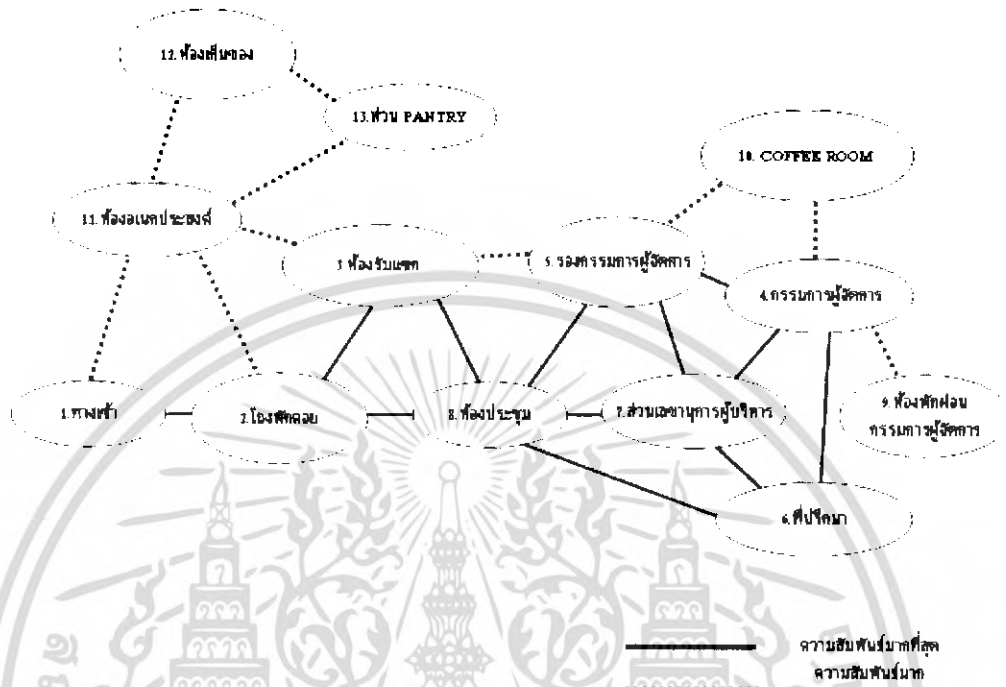 12.ห้องเก็บของ
13.ส่วน PANTRY
10. COFFEE ROOM
11.ห้องอเนคประสงค์
3.ห้องรับแขก
5.รองกรรมการผู้จัดการ
4.กรรมการผู้จัดการ
1.ทางเข้า
2.โถงพักคอย
8.ห้องประชุม
7.ส่วนเลขานุการผู้บริหาร
9.ห้องพักผ่อน
กรรมการผู้จัดการ
6.ที่ปรึกษา
ความสัมพันธ์มากที่สุด
ความสัมพันธ์มาก